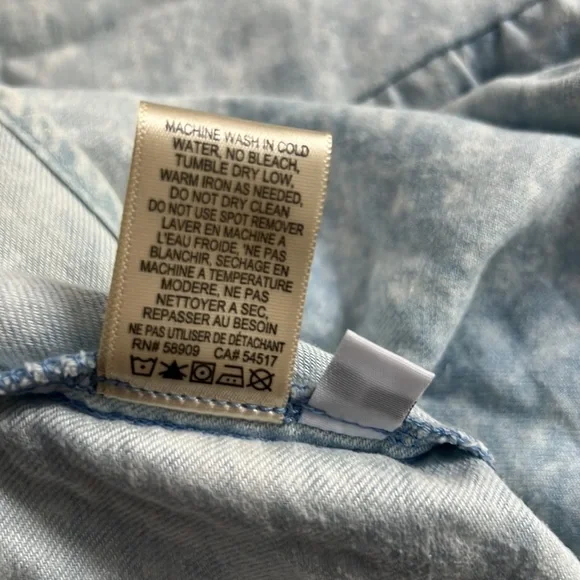 MACHINE WASH IN COLD
WATER, NO BLEACH,
TUMBLE DRY LOW,
WARM IRON AS NEEDED,
DO NOT DRY CLEAN
DO NOT USE SPOT REMOVER
LAVER EN MACHINE A
L'EAU FROIDE, 'NE PAS
BLANCHIR, SECHAGE EN
MACHINE A TEMPERATURE
MODERE, NE PAS
NETTOYER A SEC,
REPASSER AU BESOIN
NE PAS UTILISER DE DÉTACHANT
RN# 58909 CA# 54517